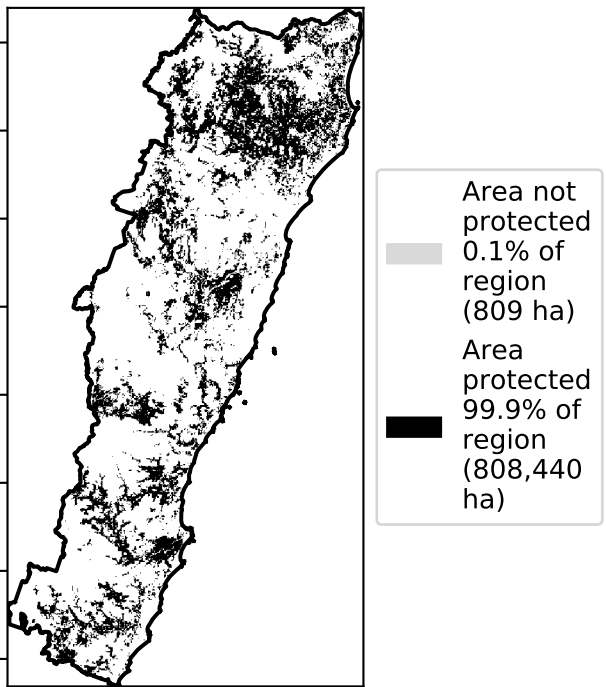 Area not
protected
0.1% of
region
(809 ha)
Area
protected
99.9% of
region
(808,440
ha)